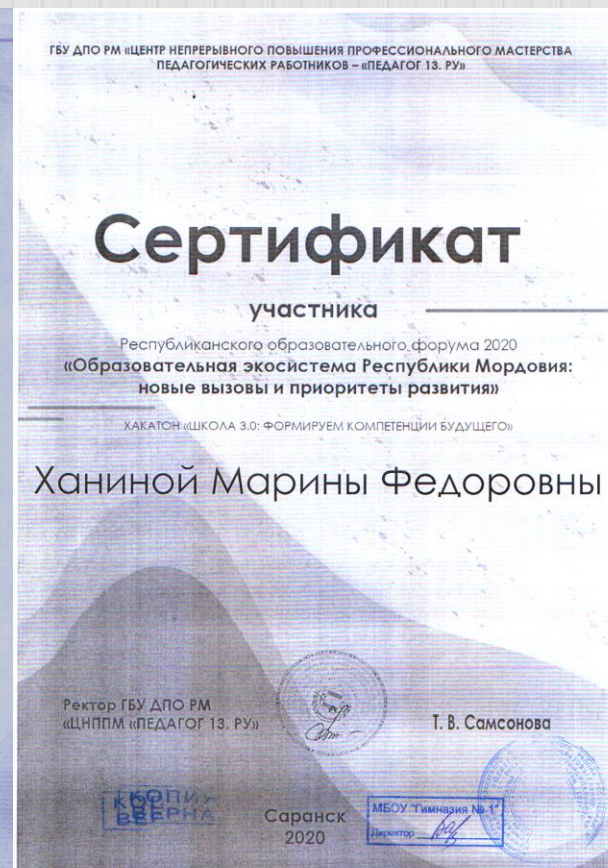 ГБУ ДПО РМ «ЦЕНТР НЕПРЕРЫВНОГО ПОВЫШЕНИЯ ПРОФЕССИОНАЛЬНОГО МАСТЕРСТВА
ПЕДАГОГИЧЕСКИХ РАБОТНИКОВ – «ПЕДАГОГ 13. РУ»
Сертификат
участника
Республиканского образовательного форума 2020
«Образовательная экосистема Республики Мордовия:
новые вызовы и приоритеты развития»
ХАКАТОН «ШКОЛА 3.0: ФОРМИРУЕМ КОМПЕТЕНЦИИ БУДУЩЕГО»
Ханиной Марины Федоровны
Ректор ГБУ ДПО РМ
«ЦНППМ «ПЕДАГОГ 13. РУ»
Т. В. Самсонова
КОПИЯ
ВЕРНА
Саранск
2020
МБОУ "Гимназия № 1"
Директор